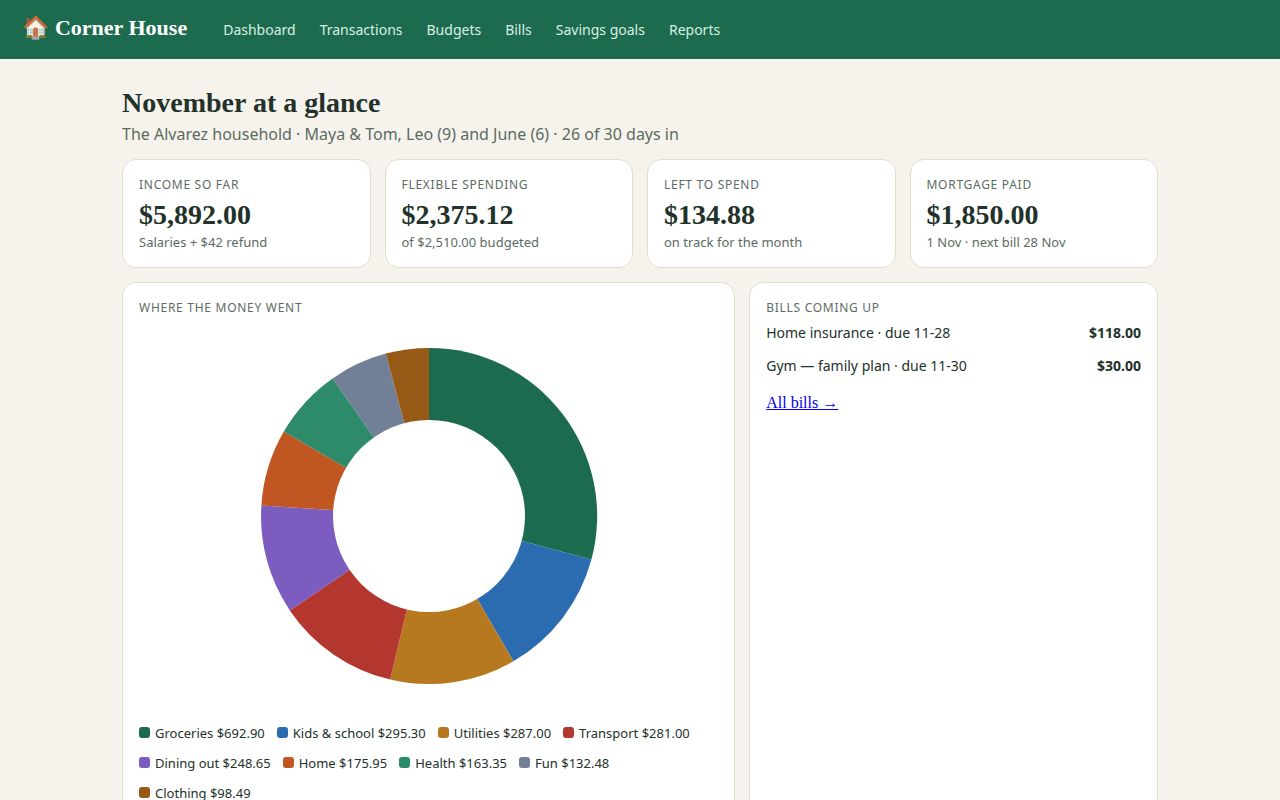 🏠 Corner House Dashboard Transactions Budgets Bills Savings goals Reports
November at a glance
The Alvarez household · Maya & Tom, Leo (9) and June (6) · 26 of 30 days in
INCOME SO FAR
$5,892.00
Salaries + $42 refund
FLEXIBLE SPENDING
$2,375.12
of $2,510.00 budgeted
LEFT TO SPEND
$134.88
on track for the month
MORTGAGE PAID
$1,850.00
1 Nov · next bill 28 Nov
WHERE THE MONEY WENT
Groceries $692.90 Kids & school $295.30 Utilities $287.00 Transport $281.00
Dining out $248.65 Home $175.95 Health $163.35 Fun $132.48
Clothing $98.49
BILLS COMING UP
Home insurance · due 11-28 $118.00
Gym — family plan · due 11-30 $30.00
All bills →